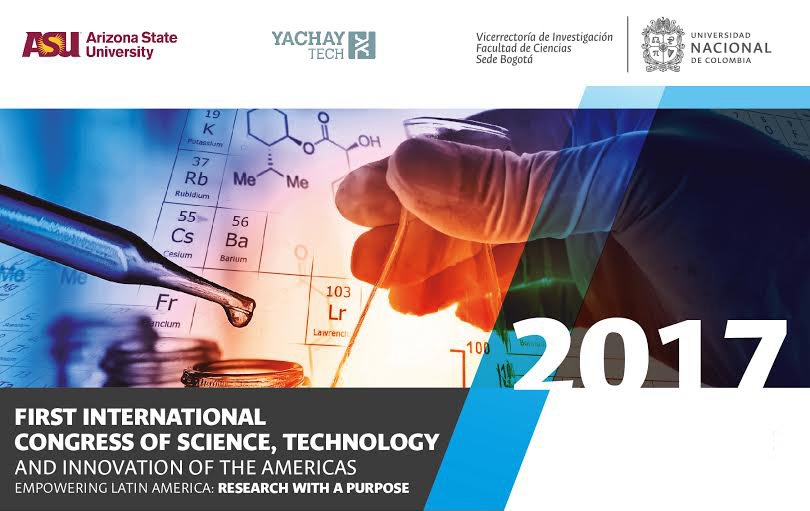 ASU Arizona State
University
YACHAY
TECH
Vicerrectoría de Investigación
Facultad de Ciencias
Sede Bogotá
UNIVERSIDAD
NACIONAL
DE COLOMBIA
19
K
Potassium
37
Rb
Rubidium
55
Cs
Cesium
56
Ba
Barium
Fr
103
Lr
O
O
OH
Me
Me
Me
100
2017
FIRST INTERNATIONAL
CONGRESS OF SCIENCE, TECHNOLOGY
AND INNOVATION OF THE AMERICAS
EMPOWERING LATIN AMERICA: RESEARCH WITH A PURPOSE